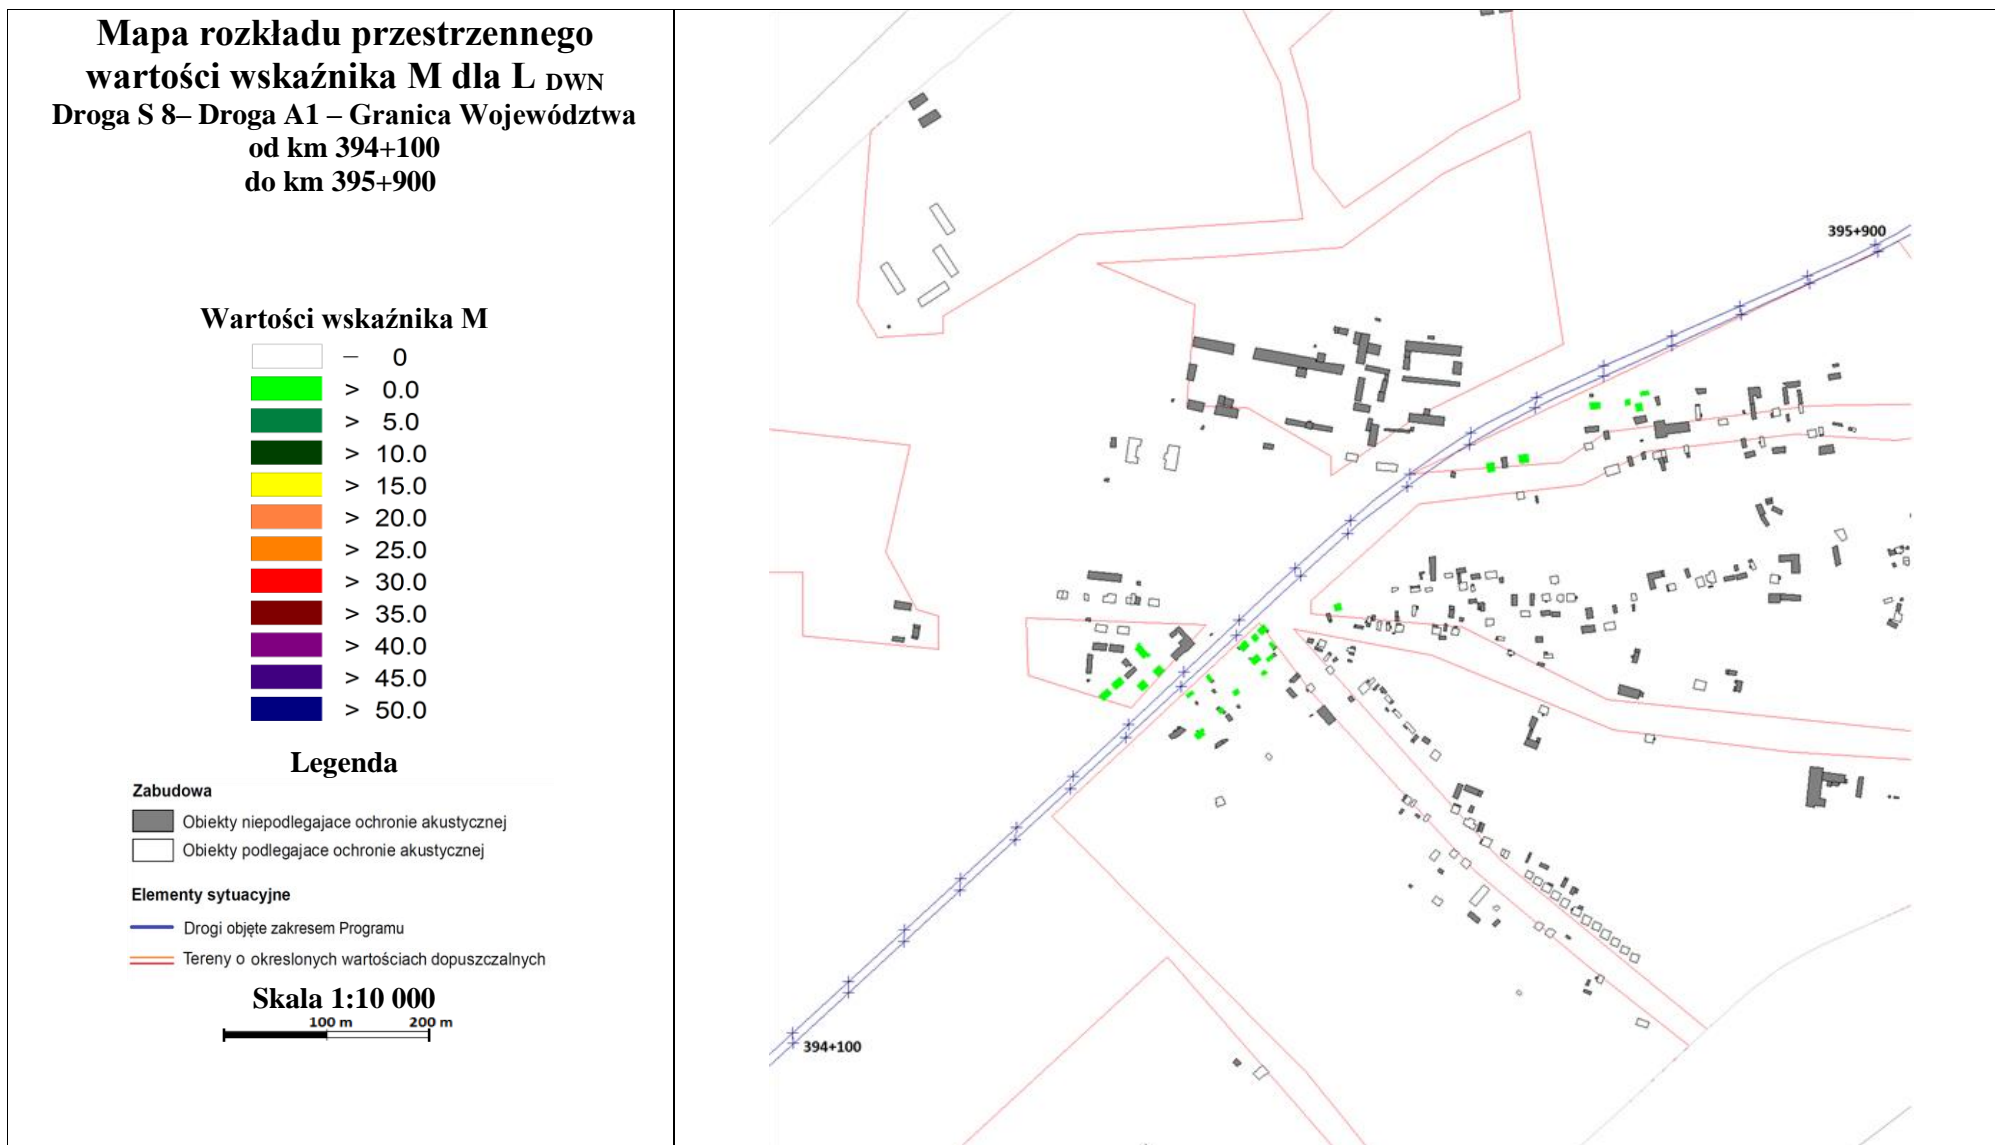 Mapa rozkładu przestrzennego
wartości wskaźnika M dla L DWN
Droga S 8– Droga A1 – Granica Województwa
od km 394+100
do km 395+900
Wartości wskaźnika M
– 0
> 0.0
> 5.0
> 10.0
> 15.0
> 20.0
> 25.0
> 30.0
> 35.0
> 40.0
> 45.0
> 50.0
Legenda
Zabudowa
Obiekty niepodlegajace ochronie akustycznej
Obiekty podlegajace ochronie akustycznej
Elementy sytuacyjne
Drogi objęte zakresem Programu
Tereny o okreslonych wartościach dopuszczalnych
Skala 1:10 000
100 m 200 m
395+900
394+100